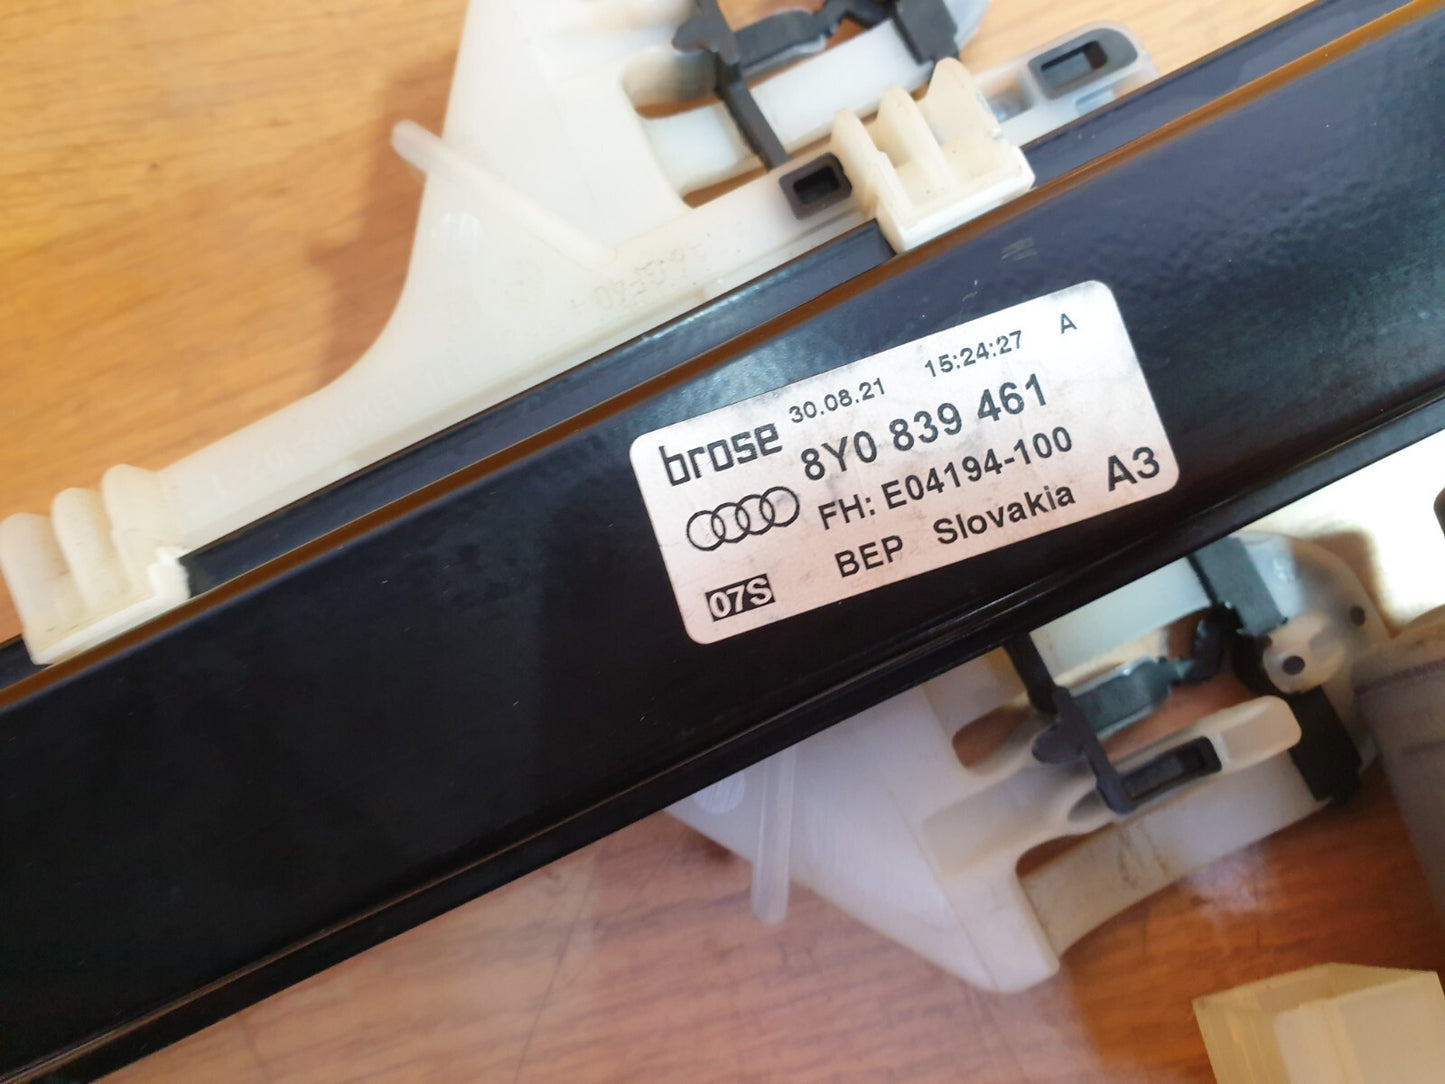 brose 30.08.21 15:24:27 A
8Y0 839 461
FH: E04194-100
BEP Slovakia A3
07S